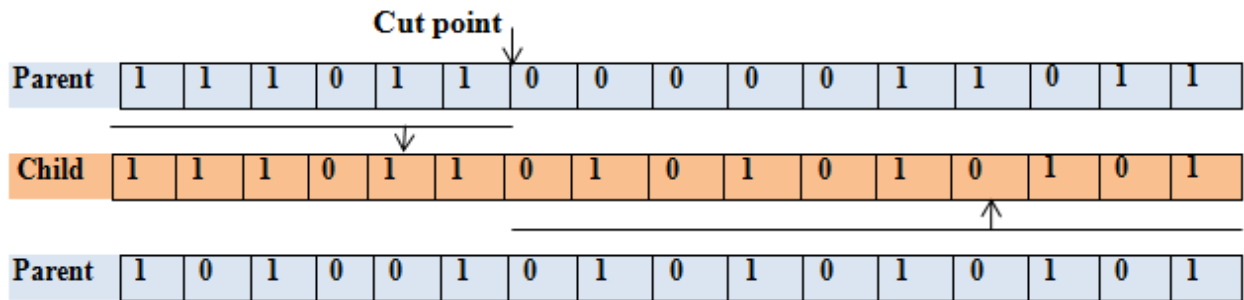 Cut point
Parent 1 1 1 0 1 1 0 0 0 0 0 1 1 0 1 1
Child 1 1 1 0 1 1 0 1 0 1 0 1 0 1 0 1
Parent 1 0 1 0 0 1 0 1 0 1 0 1 0 1 0 1